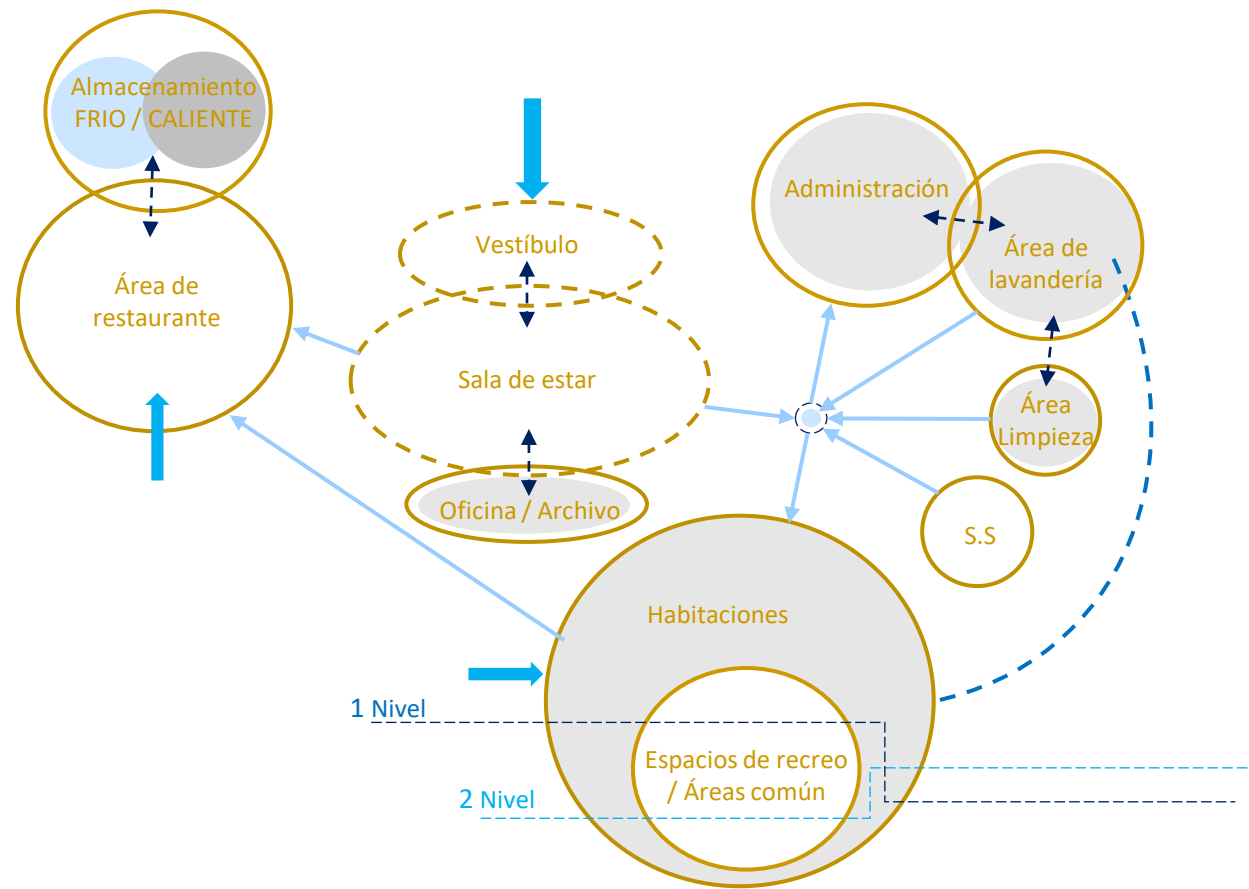 Almacenamiento
FRIO / CALIENTE
Área de
restaurante
Vestíbulo
Sala de estar
Oficina / Archivo
Administración
Área de
lavandería
Área
Limpieza
S.S
Habitaciones
1 Nivel
Espacios de recreo
/ Áreas común
2 Nivel